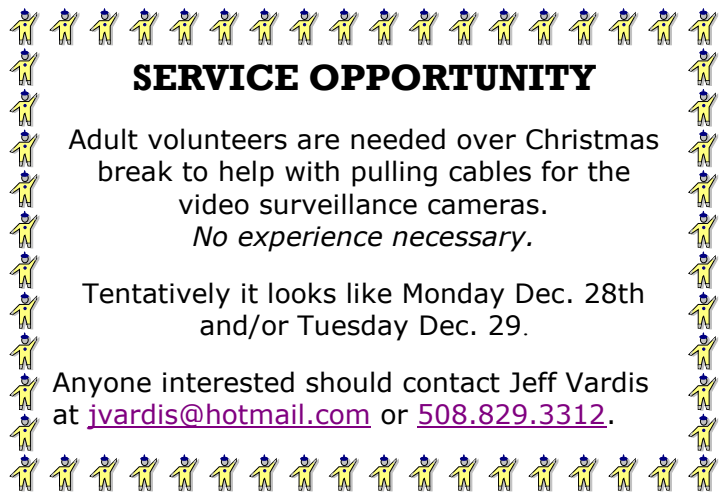 SERVICE OPPORTUNITY
Adult volunteers are needed over Christmas
break to help with pulling cables for the
video surveillance cameras.
No experience necessary.
Tentatively it looks like Monday Dec. 28th
and/or Tuesday Dec. 29.
Anyone interested should contact Jeff Vardis
at jvardis@hotmail.com or 508.829.3312.